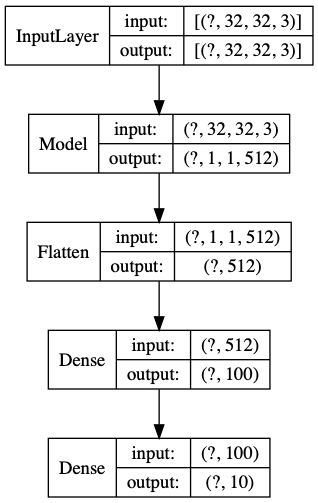 InputLayer input: [(?, 32, 32, 3)]
output: [(?, 32, 32, 3)]
Model input: (?, 32, 32, 3)
output: (?, 1, 1, 512)
Flatten input: (?, 1, 1, 512)
output: (?, 512)
Dense input: (?, 512)
output: (?, 100)
Dense input: (?, 100)
output: (?, 10)